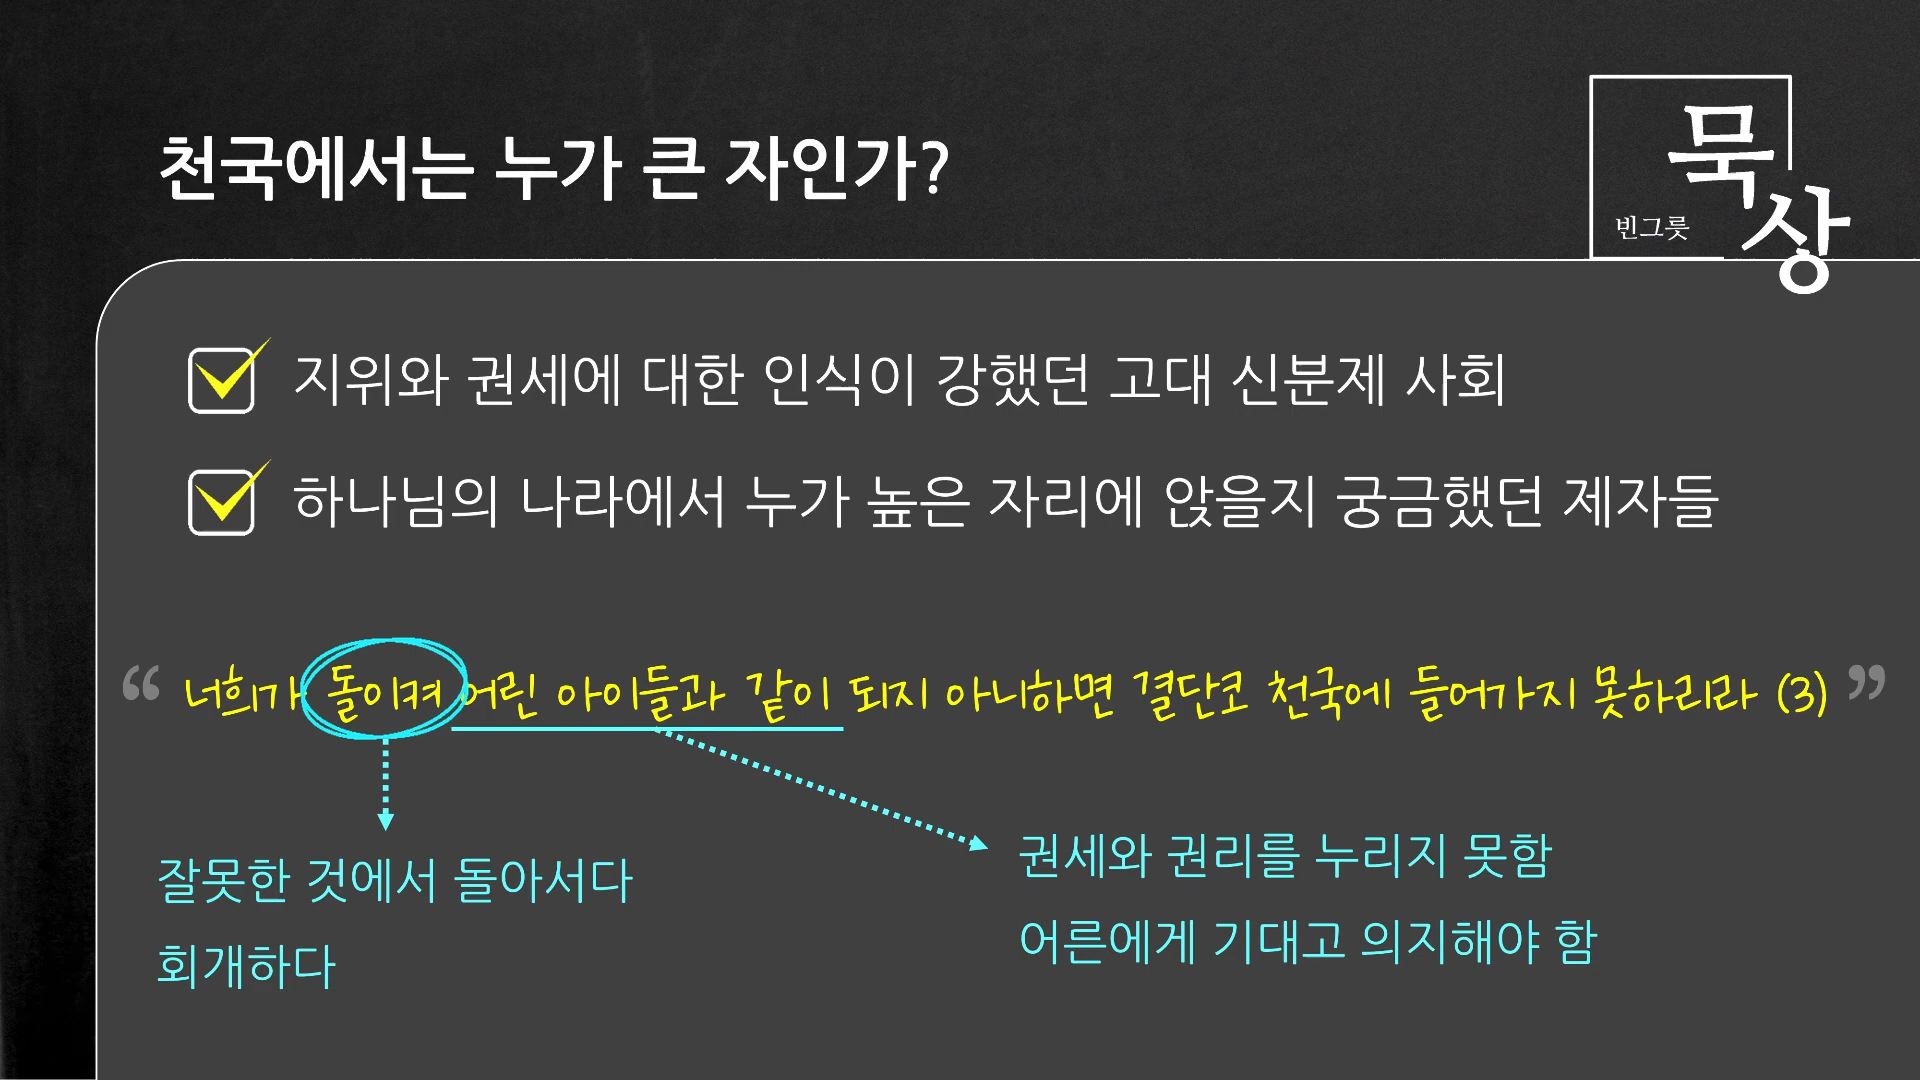 천국에서는 누가 큰 자인가?
묵상
빈그릇
지위와 권세에 대한 인식이 강했던 고대 신분제 사회
하나님의 나라에서 누가 높은 자리에 앉을지 궁금했던 제자들
“ 너희가 돌이켜 어린 아이들과 같이 되지 아니하면 결단코 천국에 들어가지 못하리라 (3) ”
잘못한 것에서 돌아서다
회개하다
권세와 권리를 누리지 못함
어른에게 기대고 의지해야 함